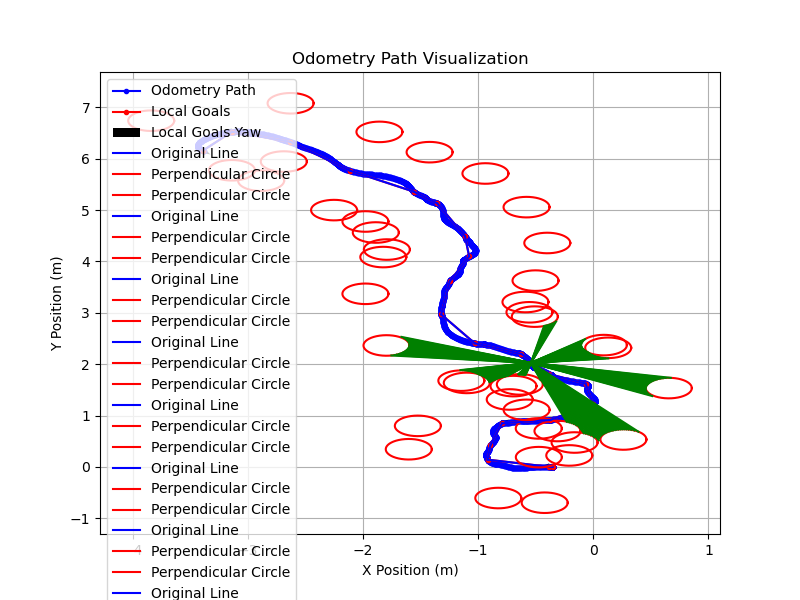 Odometry Path Visualization
Odometry Path
Local Goals
Local Goals Yaw
Original Line
Perpendicular Circle
Perpendicular Circle
Original Line
Perpendicular Circle
Perpendicular Circle
Original Line
Perpendicular Circle
Perpendicular Circle
Original Line
Perpendicular Circle
Perpendicular Circle
Original Line
Perpendicular Circle
Perpendicular Circle
Original Line
Perpendicular Circle
Perpendicular Circle
Original Line
Perpendicular Circle
Perpendicular Circle
Original Line
Y Position (m)
7
6
5
4
3
2
1
0
−1
−2
−1
0
1
X Position (m)